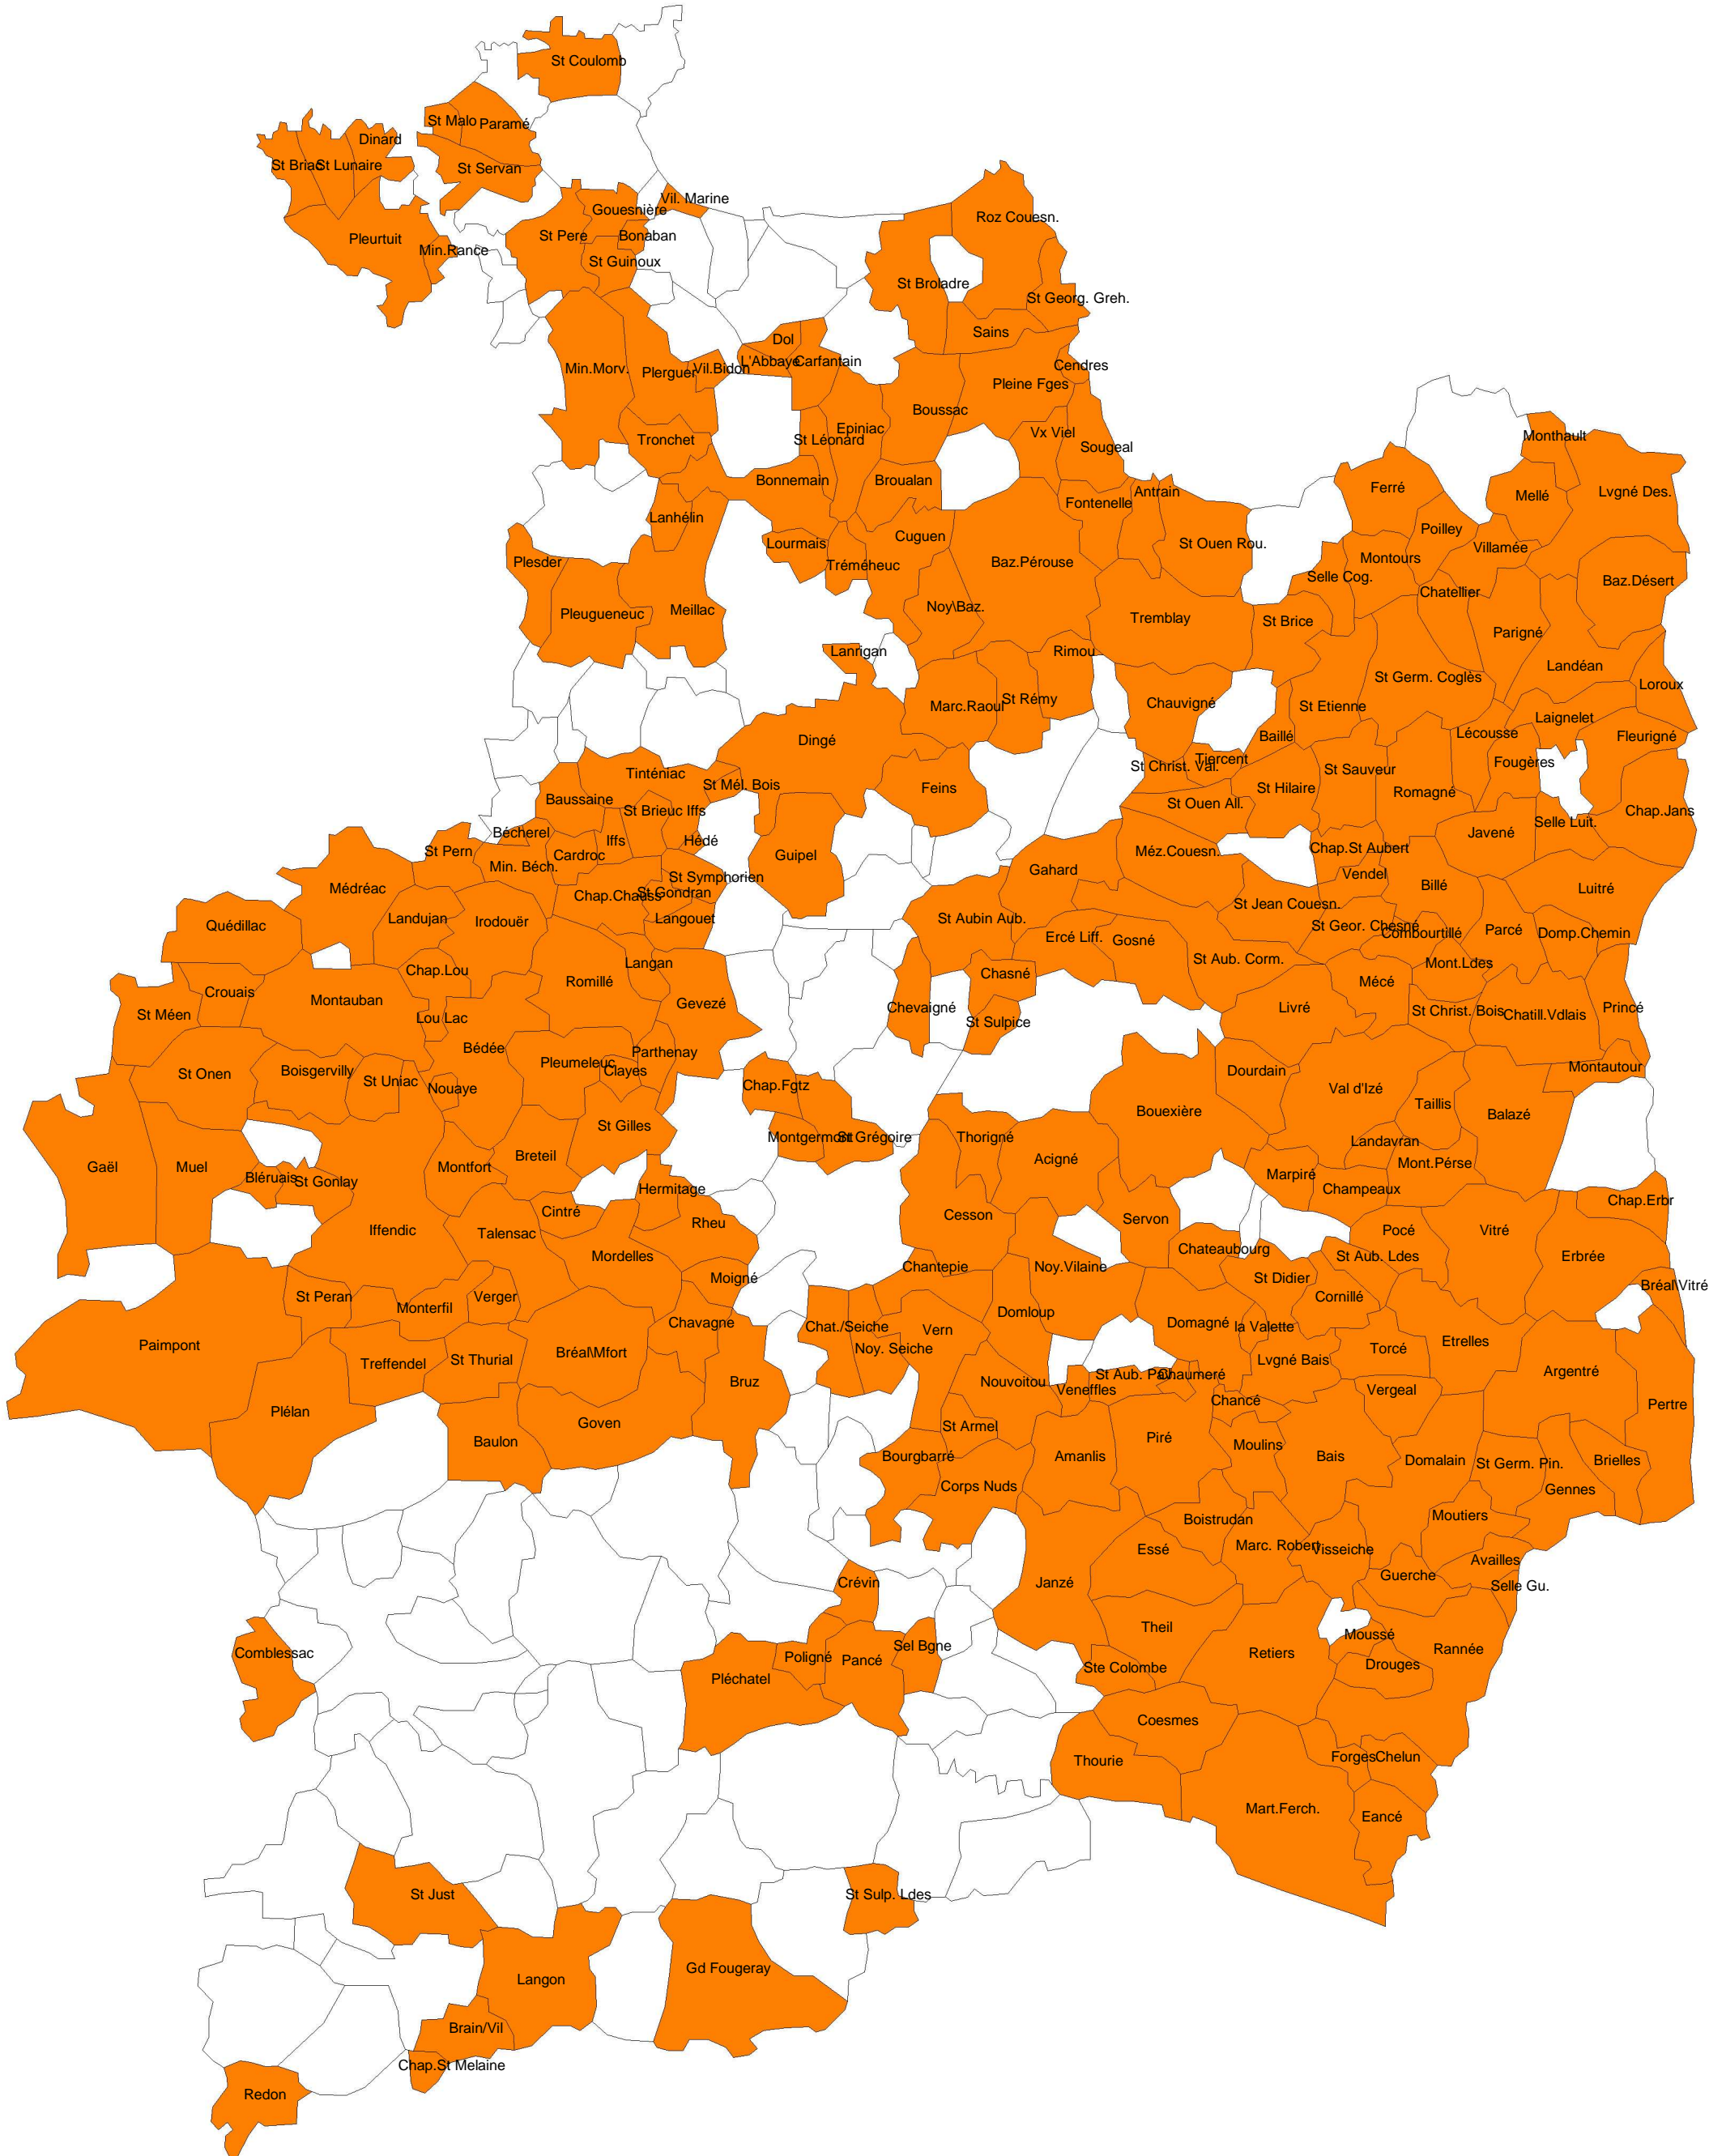 St Coulomb
St Malo
Paramé
Dinard
St Briac
St Lunaire
St Servan
Vil. Marine
Gouesnière
Roz Couesn.
St Pere
Bonaban
Pleurtuit
Min.Rance
St Guinoux
St Broladre
St Georg. Greh.
Sains
Dol
L'Abbaye
Carfantain
Cendres
Min.Morv.
Plerguer
Vil.Bidon
Pleine Fges
Boussac
Epiniac
Vx Viel
Tronchet
St Léonard
Sougeal
Monthault
Bonnemain
Broualan
Ferré
Mellé
Lvgné Des.
Antrain
Fontenelle
Lanhélin
Poilley
Cuguen
Lourmais
St Ouen Rou.
Villamée
Plesder
Tréméheuc
Baz.Pérouse
Montours
Selle Cog.
Baz.Désert
Chatellier
Pleugueneuc
Meillac
Noy\Baz.
Tremblay
St Brice
Parigné
Lanrigan
Rimou
Landéan
St Germ. Coglès
Loroux
Marc.Raoul
St Rémy
Chauvigné
St Etienne
Laignelet
Dingé
Baillé
Lécousse
Fleurigné
Tiercent
Fougères
St Christ. Val.
Tinténiac
St Mél. Bois
Feins
St Hilaire
St Sauveur
Romagné
Baussaine
St Brieuc Iffs
St Ouen All.
Chap.Jans
Bécherel
Iffs
Hédé
Javené
Selle Luit.
St Pern
Cardroc
Guipel
Méz.Couesn.
Chap.St Aubert
Min. Béch.
Gahard
Vendel
St Symphorien
Médréac
Chap.Chauss
St Gondran
Billé
Luitré
St Jean Couesn.
Landujan
Irodouër
Langouet
St Aubin Aub.
Quédillac
St Geor. Chesné
Combourtillé
Parcé
Domp.Chemin
Ercé Liff.
Gosné
St Aub. Corm.
Langan
Mont.Ldes
Chap.Lou
Romillé
Chasné
Mécé
Crouais
Montauban
Gevezé
Chevaigné
Livré
St Christ. Bois
Chatill.Vdlais
Princé
St Méen
Lou Lac
St Sulpice
Bédée
Parthenay
Pleumeleuc
Clayes
Montautour
St Onen
Boisgervilly
St Uniac
Nouaye
Chap.Fgtz
Dourdain
Val d'Izé
Taillis
Bouexière
Balazé
St Gilles
Montgermont
St Grégoire
Thorigné
Landavran
Breteil
Acigné
Mont.Pérse
Gaël
Muel
Montfort
Bléruais
St Gonlay
Marpiré
Champeaux
Hermitage
Chap.Erbr
Cintré
Cesson
Servon
Rheu
Iffendic
Talensac
Pocé
Vitré
Mordelles
Chateaubourg
St Aub. Ldes
Erbrée
Chantepie
Noy.Vilaine
Moigné
St Didier
Bréal\Vitré
St Peran
Verger
Cornillé
Monterfil
Domloup
Chavagne
Chat./Seiche
Vern
Domagné
la Valette
Paimpont
Etrelles
Torcé
Noy. Seiche
Bréal\Mfort
St Thurial
Treffendel
Lvgné Bais
Argentré
St Aub. Pav.
Chaumeré
Bruz
Nouvoitou
Veneffles
Vergeal
Chancé
Pertre
Plélan
Goven
St Armel
Baulon
Piré
Moulins
Bourgbarré
Amanlis
Bais
Domalain
St Germ. Pin.
Brielles
Corps Nuds
Gennes
Moutiers
Boistrudan
Essé
Marc. Robert
Visseiche
Availles
Guerche
Crévin
Janzé
Selle Gu.
Theil
Moussé
Comblessac
Sel Bgne
Rannée
Poligné
Pancé
Retiers
Drouges
Ste Colombe
Pléchatel
Coesmes
Forges
Chelun
Thourie
Mart.Ferch.
Eancé
St Just
St Sulp. Ldes
Gd Fougeray
Langon
Brain/Vil
Chap.St Melaine
Redon